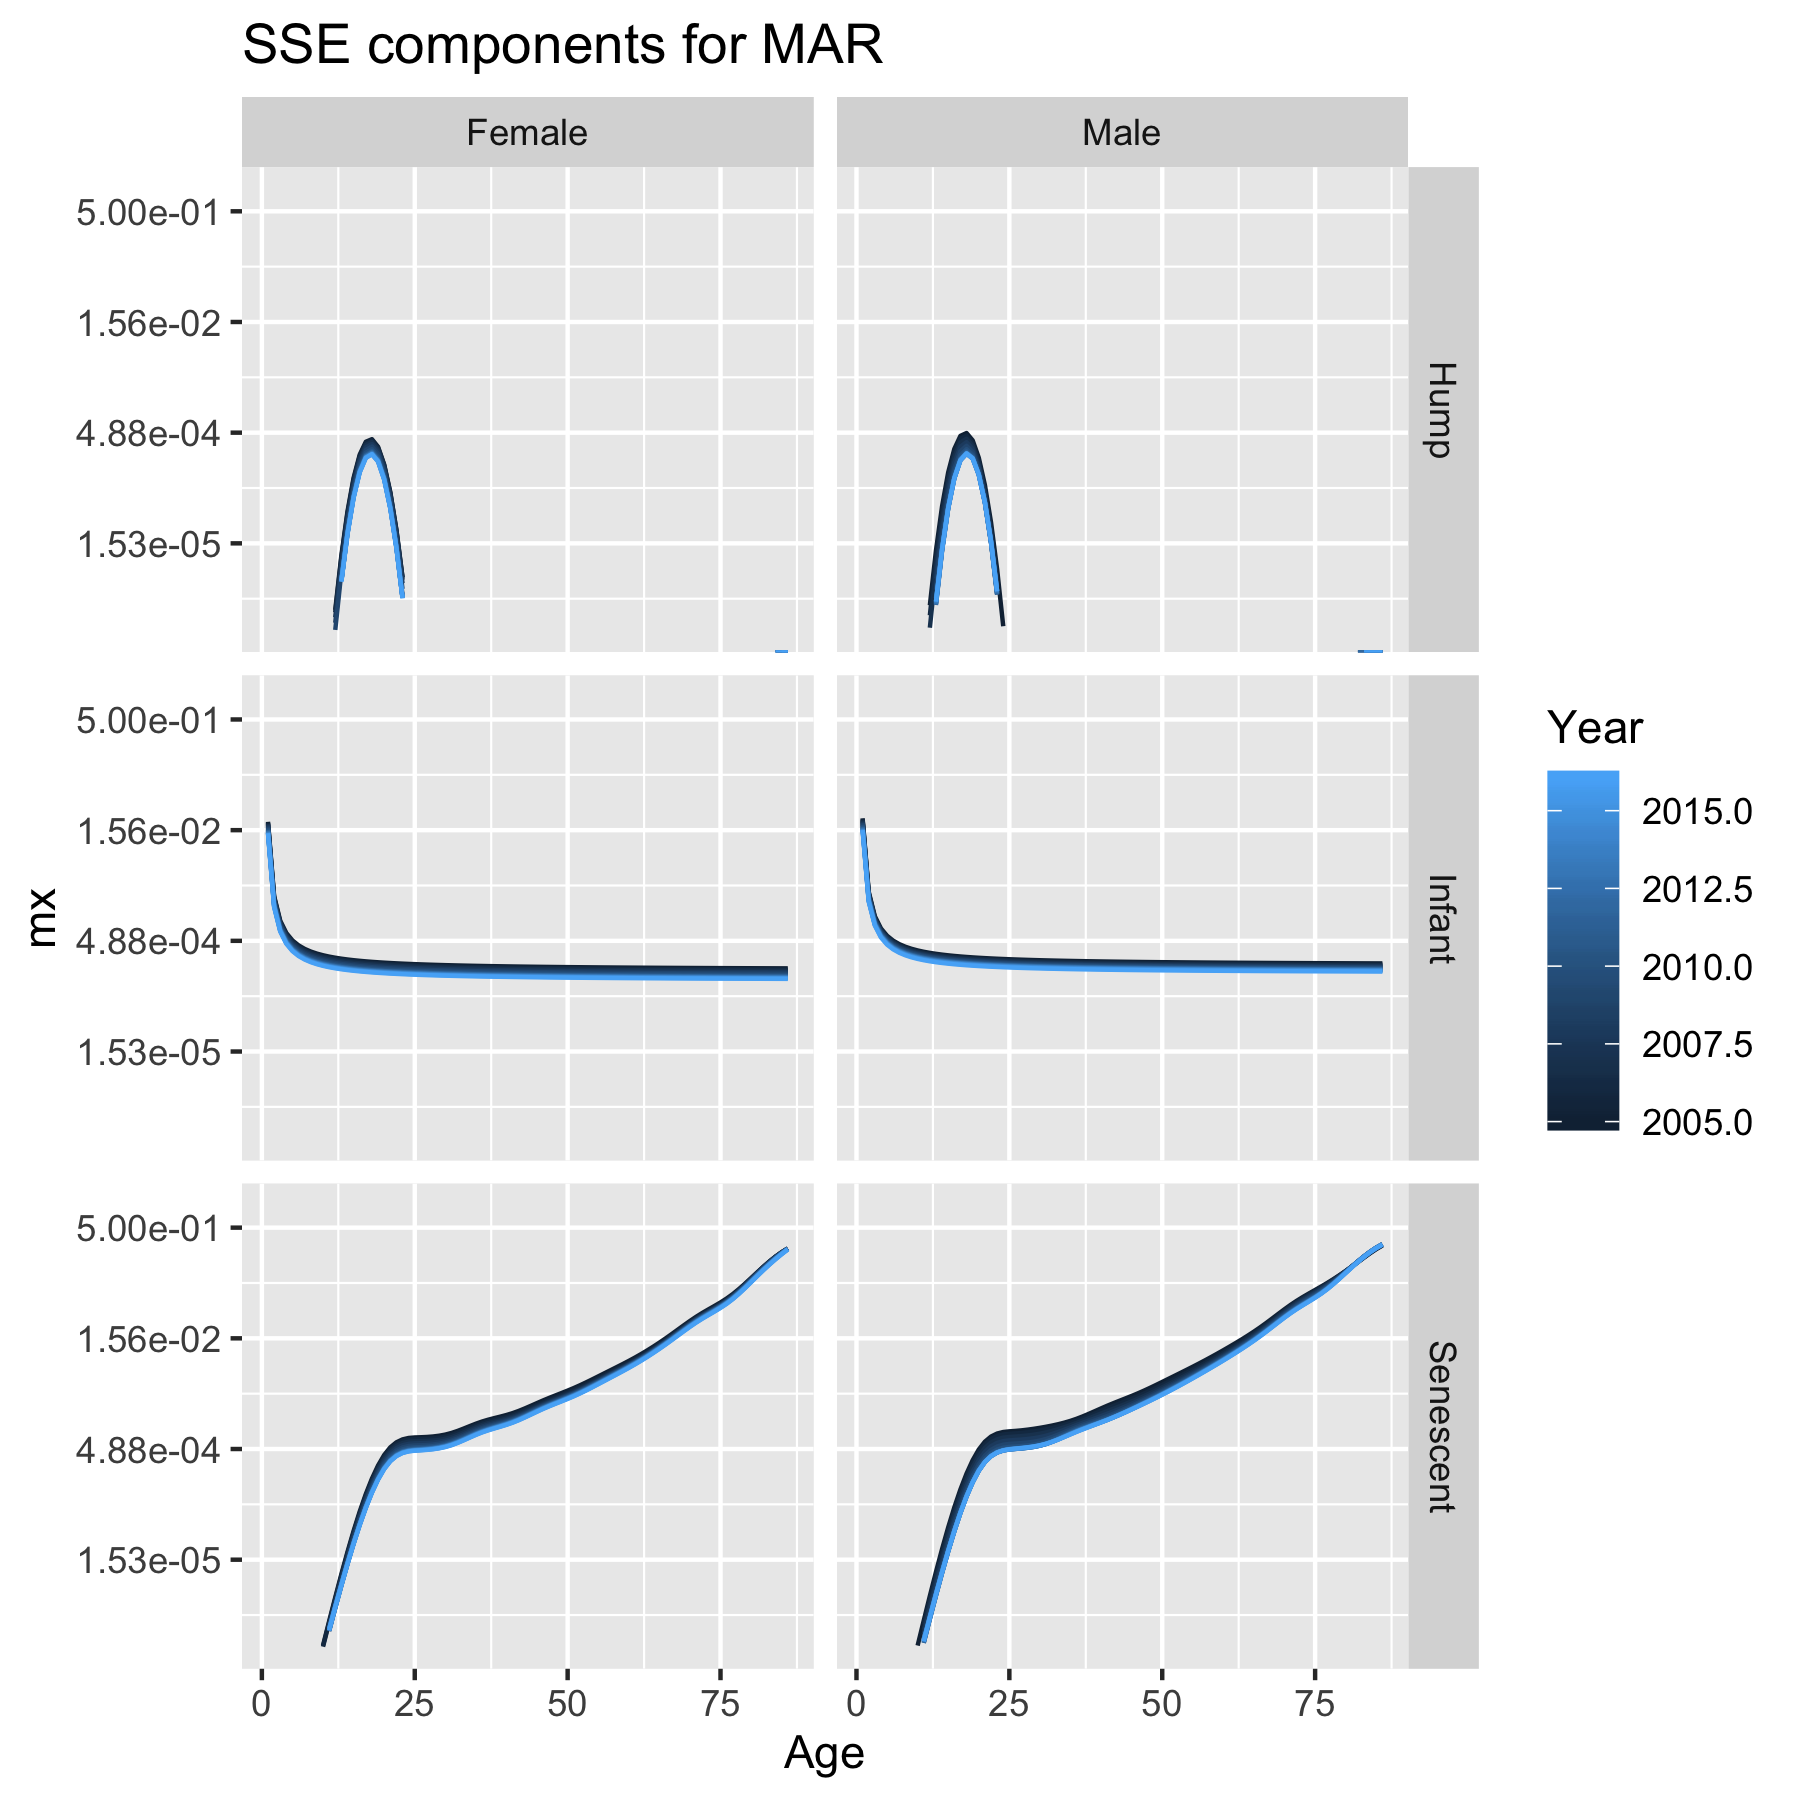 SSE components for MAR
Female
Male
5.00e-01
1.56e-02
4.88e-04
1.53e-05
Hump
5.00e-01
1.56e-02
4.88e-04
1.53e-05
Infant
5.00e-01
1.56e-02
4.88e-04
1.53e-05
Senescent
mx
0 25 50 75 0 25 50 75
Age
Year
2015.0
2012.5
2010.0
2007.5
2005.0